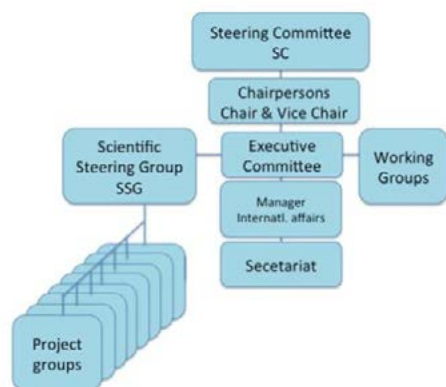 Steering Committee
SC
Chairpersons
Chair & Vice Chair
Scientific
Steering Group
SSG
Executive
Committee
Working
Groups
Manager
Internatl. affairs
Secetariat
Project
groups